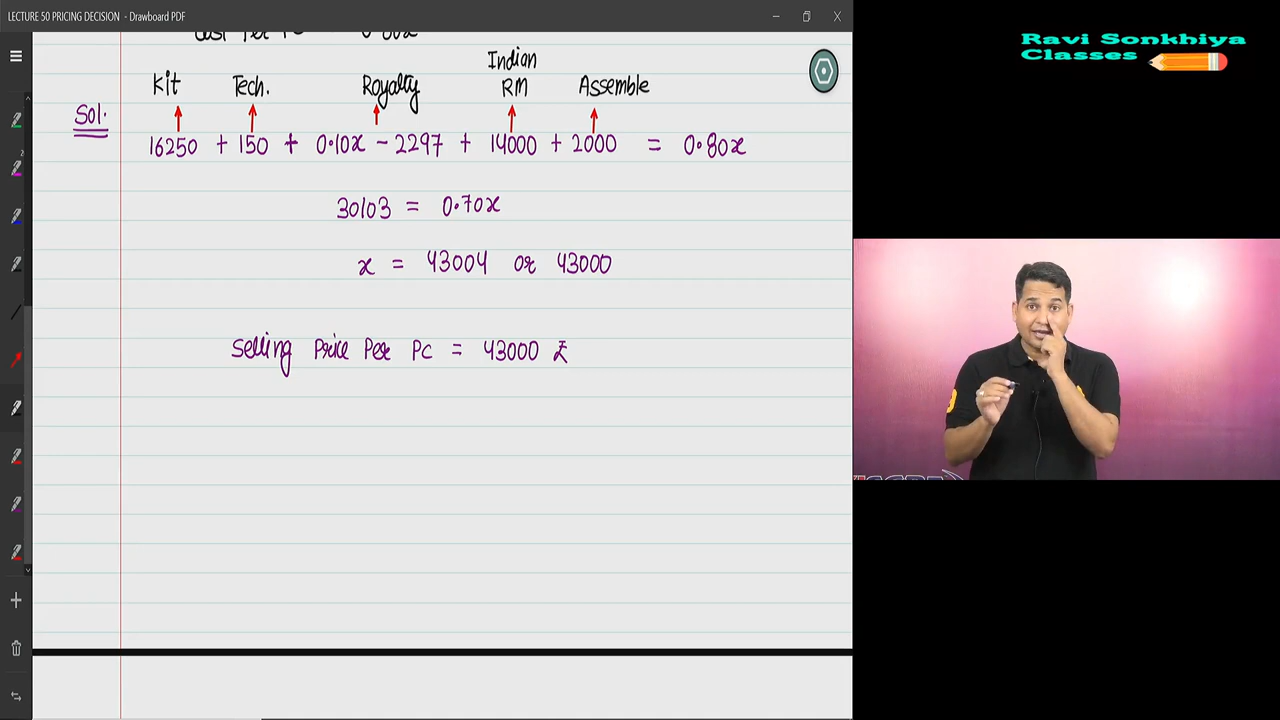 LECTURE 50 PRICING DECISION - Drawboard PDF
Ravi Sonkhiya
Classes
Indian
Kit Tech. Royalty RM Assemble
Sol.
16250 + 150 + 0.10x - 2297 + 14000 + 2000 = 0.80x
30103 = 0.70x
x = 43004 or 43000
Selling Price Per PC = 43000 ₹